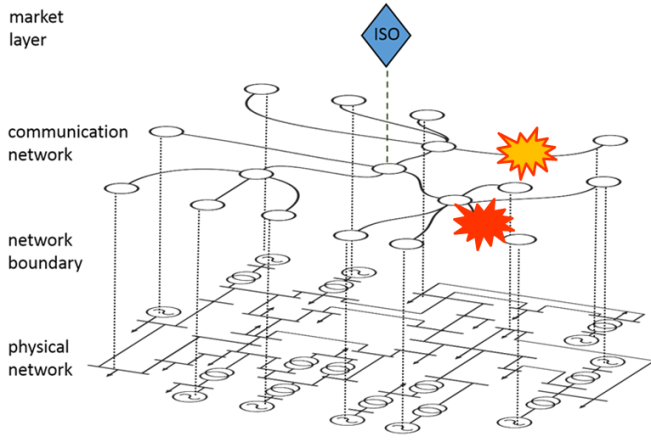 market
layer
ISO
communication
network
network
boundary
physical
network